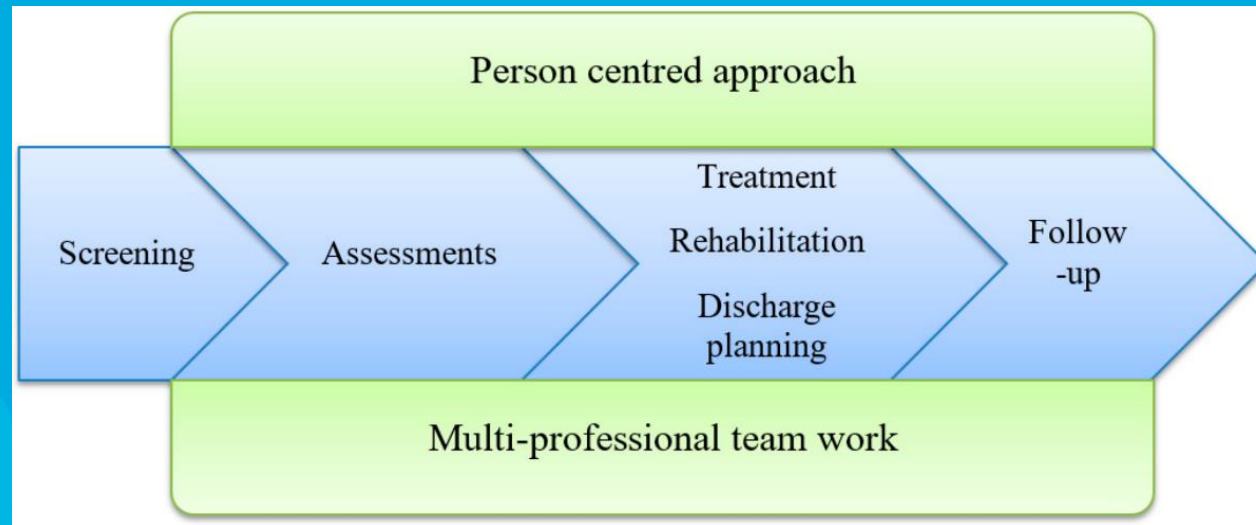 Person centred approach
Screening
Assessments
Treatment
Rehabilitation
Discharge
planning
Follow
-up
Multi-professional team work